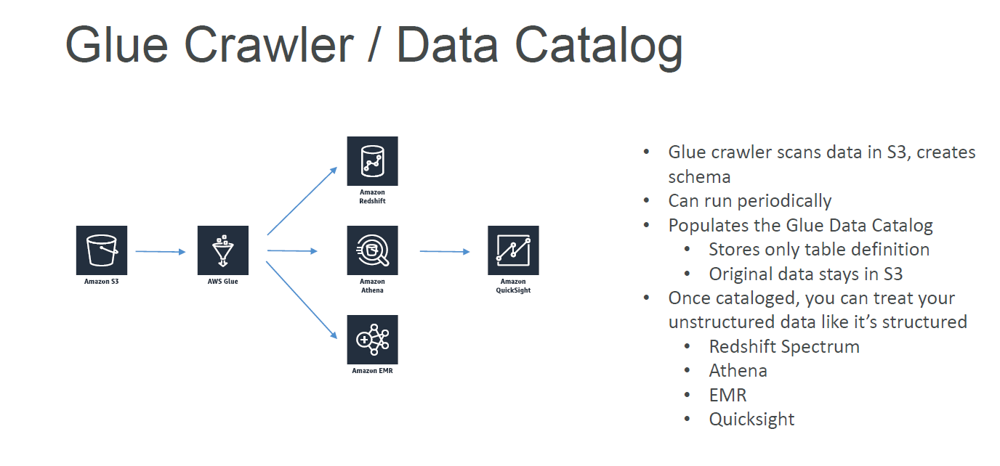 Glue Crawler / Data Catalog
Amazon
Redshift
Amazon S3
AWS Glue
Amazon
Athena
Amazon
QuickSight
Amazon EMR
• Glue crawler scans data in S3, creates
schema
• Can run periodically
• Populates the Glue Data Catalog
• Stores only table definition
• Original data stays in S3
• Once cataloged, you can treat your
unstructured data like it’s structured
• Redshift Spectrum
• Athena
• EMR
• Quicksight